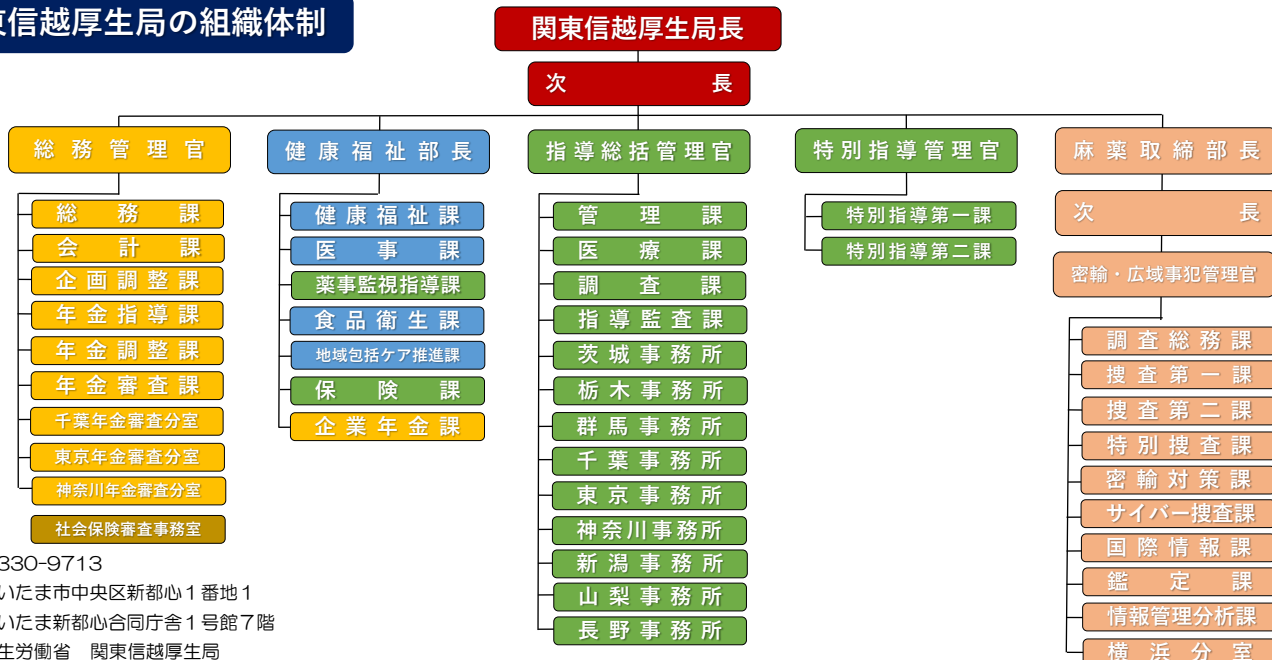 東信越厚生局の組織体制
関東信越厚生局長
次長
総務管理官
総務課
会計課
企画調整課
年金指導課
年金調整課
年金審査課
千葉年金審査分室
東京年金審査分室
神奈川年金審査分室
社会保険審査事務室
健康福祉部長
健康福祉課
医事課
薬事監視指導課
食品衛生課
地域包括ケア推進課
保険課
企業年金課
指導総括管理官
管理課
医療課
調査課
指導監査課
茨城事務所
栃木事務所
群馬事務所
千葉事務所
東京事務所
神奈川事務所
新潟事務所
山梨事務所
長野事務所
特別指導管理官
特別指導第一課
特別指導第二課
麻薬取締部長
次長
密輸・広域事犯管理官
調査総務課
捜査第一課
捜査第二課
特別捜査課
密輸対策課
サイバー捜査課
国際情報課
鑑定課
情報管理分析課
横浜分室
330-9713
いたま市中央区新都心１番地１
いたま新都心合同庁舎１号館７階
生労働省　関東信越厚生局